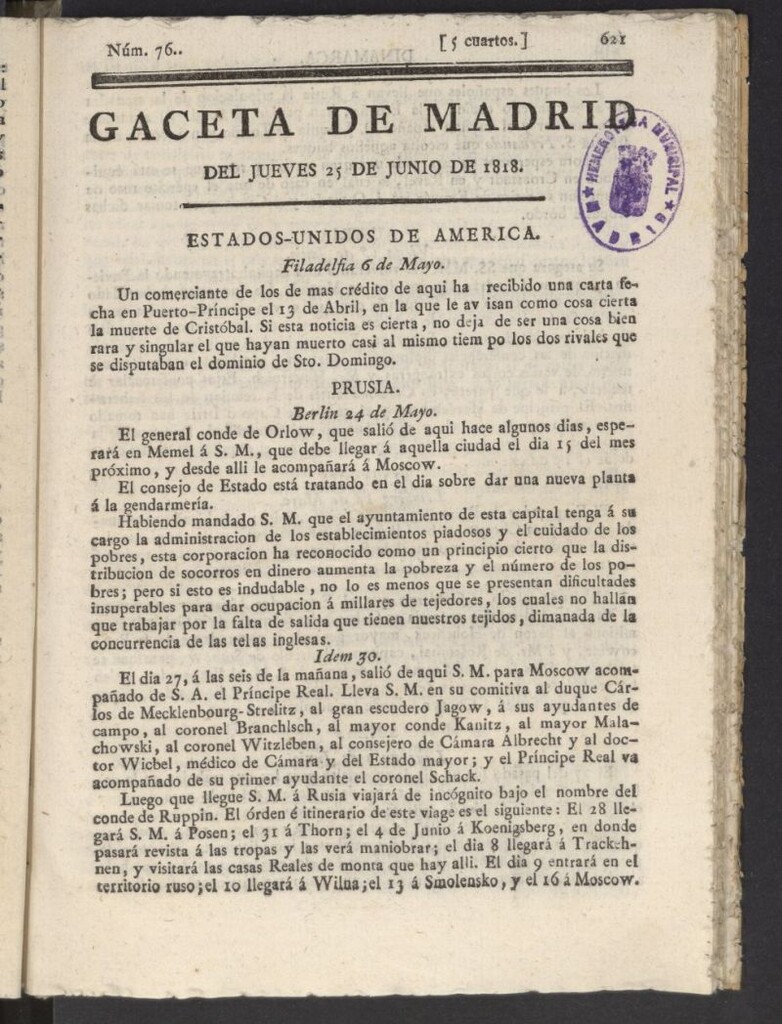 Núm. 76..
[5 cuartos.]
621
GACETA DE MADRID
DEL JUEVES 25 DE JUNIO DE 1818.
HEMEROTECA MUNICIPAL
★ MADRID ★
ESTADOS-UNIDOS DE AMERICA.
Filadelfia 6 de Mayo.
Un comerciante de los de mas crédito de aqui ha recibido una carta fe-
cha en Puerto-Príncipe el 13 de Abril, en la que le av isan como cosa cierta
la muerte de Cristóbal. Si esta noticia es cierta, no deja de ser una cosa bien
rara y singular el que hayan muerto casi al mismo tiem po los dos rivales que
se disputaban el dominio de Sto. Domingo.
PRUSIA.
Berlin 24 de Mayo.
El general conde de Orlow, que salió de aqui hace algunos dias, espe-
rará en Memel á S. M., que debe llegar á aquella ciudad el dia 15 del mes
próximo, y desde alli le acompañará á Moscow.
El consejo de Estado está tratando en el dia sobre dar una nueva planta
á la gendarmería.
Habiendo mandado S. M. que el ayuntamiento de esta capital tenga á su
cargo la administracion de los establecimientos piadosos y el cuidado de los
pobres, esta corporacion ha reconocido como un principio cierto que la dis-
tribucion de socorros en dinero aumenta la pobreza y el número de los po-
bres; pero si esto es indudable, no lo es menos que se presentan dificultades
insuperables para dar ocupacion á millares de tejedores, los cuales no hallan
que trabajar por la falta de salida que tienen nuestros tejidos, dimanada de la
concurrencia de las telas inglesas.
Idem 30.
El dia 27, á las seis de la mañana, salió de aqui S. M. para Moscow acom-
pañado de S. A. el Príncipe Real. Lleva S. M. en su comitiva al duque Cár-
los de Mecklenbourg-Strelitz, al gran escudero Jagow, á sus ayudantes de
campo, al coronel Branchisch, al mayor conde Kanitz, al mayor Mala-
chowski, al coronel Witzleben, al consejero de Cámara Albrecht y al doc-
tor Wiebel, médico de Cámara y del Estado mayor; y el Príncipe Real va
acompañado de su primer ayudante el coronel Schack.
Luego que llegue S. M. á Rusia viajará de incógnito bajo el nombre del
conde de Ruppin. El órden é itinerario de este viage es el siguiente: El 28 lle-
gará S. M. á Posen; el 31 á Thorn; el 4 de Junio á Koenigsberg, en donde
pasará revista á las tropas y las verá maniobrar; el dia 8 llegará á Trackeh-
nen, y visitará las casas Reales de monta que hay alli. El dia 9 entrará en el
territorio ruso; el 10 llegará á Wilna; el 13 á Smolensko, y el 16 á Moscow.